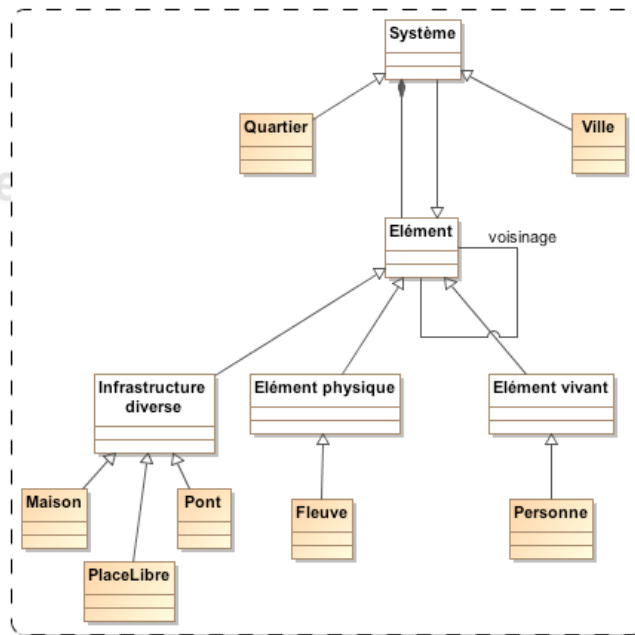 Système
Quartier
Ville
e
Elément
voisinage
Infrastructure
diverse
Elément physique
Elément vivant
Maison
Pont
Fleuve
Personne
PlaceLibre